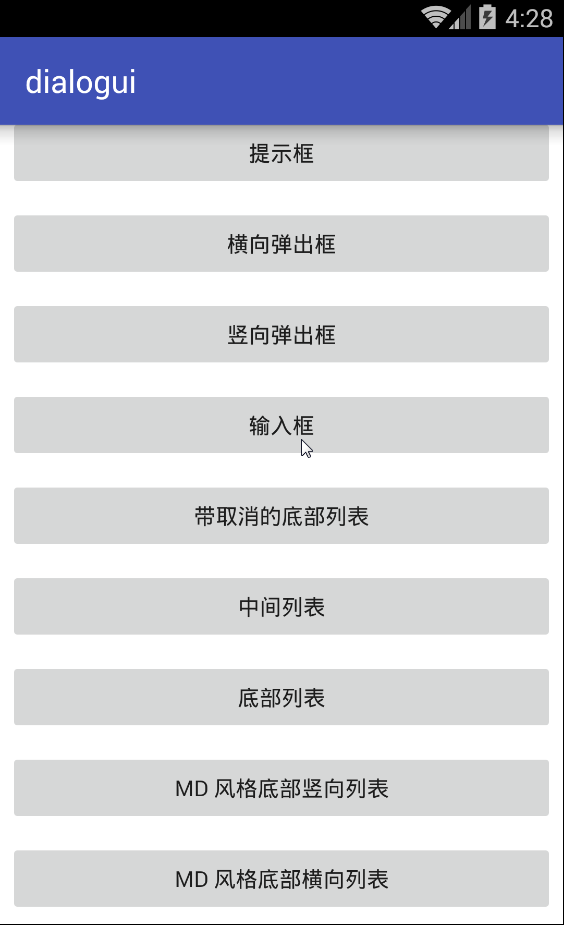 4:28
dialogui
提示框
横向弹出框
竖向弹出框
输入框
带取消的底部列表
中间列表
底部列表
MD 风格底部竖向列表
MD 风格底部横向列表